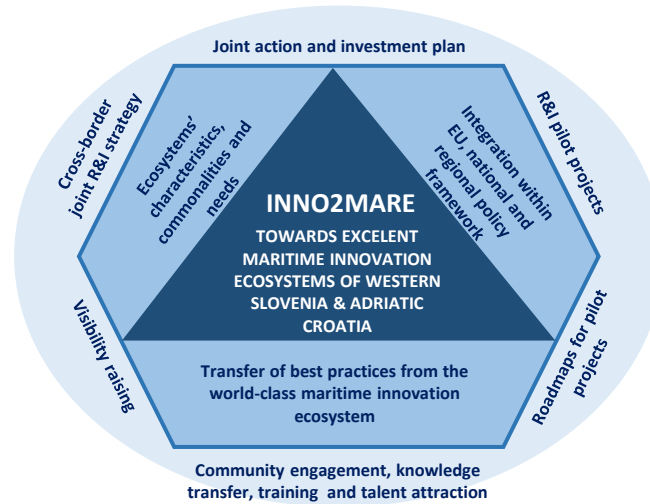 Joint action and investment plan
Cross-border
joint R&I strategy
Ecosystems'
characteristics,
commonalities and
needs
Integration within
EU, national and
regional policy
framework
R&I pilot projects
INNO2MARE
TOWARDS EXCELENT
MARITIME INNOVATION
ECOSYSTEMS OF WESTERN
SLOVENIA & ADRIATIC
CROATIA
Visibility raising
Transfer of best practices from the
world-class maritime innovation
ecosystem
Roadmaps for pilot
projects
Community engagement, knowledge
transfer, training and talent attraction